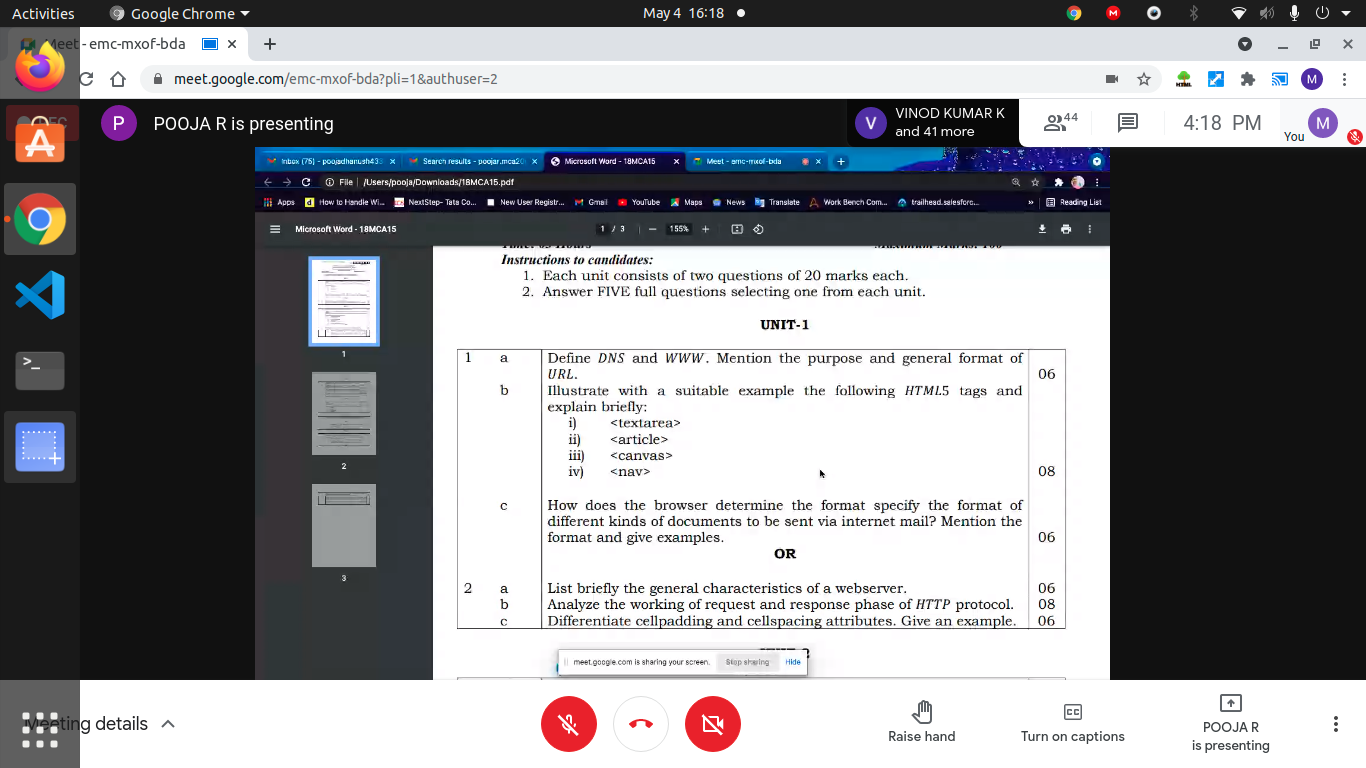 Activities
Google Chrome
May 4 16:18
Meet - emc-mxof-bda
meet.google.com/emc-mxof-bda?pli=1&authuser=2
M
REC
P
POOJA R is presenting
V
VINOD KUMAR K
and 41 more
44
4:18 PM
You
M
Inbox (75) - poojadhanush43
Search results - poojar.mca20
Microsoft Word - 18MCA15
Meet - emc-mxof-bda
File | /Users/pooja/Downloads/18MCA15.pdf
Apps
How to Handle Wi...
NextStep- Tata Co...
New User Registr...
Gmail
YouTube
Maps
News
Translate
Work Bench Com...
trailhead.salesforc...
»
Reading List
Microsoft Word - 18MCA15
1 / 3
155%
1
2
3
Time: 03 Hours
Maximum Marks: 100
Instructions to candidates:
1. Each unit consists of two questions of 20 marks each.
2. Answer FIVE full questions selecting one from each unit.
UNIT-1
1 a Define DNS and WWW. Mention the purpose and general format of
URL. 06
b Illustrate with a suitable example the following HTML5 tags and
explain briefly:
i) <textarea>
ii) <article>
iii) <canvas>
iv) <nav> 08
c How does the browser determine the format specify the format of
different kinds of documents to be sent via internet mail? Mention the
format and give examples. 06
OR
2 a List briefly the general characteristics of a webserver. 06
b Analyze the working of request and response phase of HTTP protocol. 08
c Differentiate cellpadding and cellspacing attributes. Give an example. 06
meet.google.com is sharing your screen.
Stop sharing
Hide
Meeting details
Raise hand
Turn on captions
POOJA R
is presenting